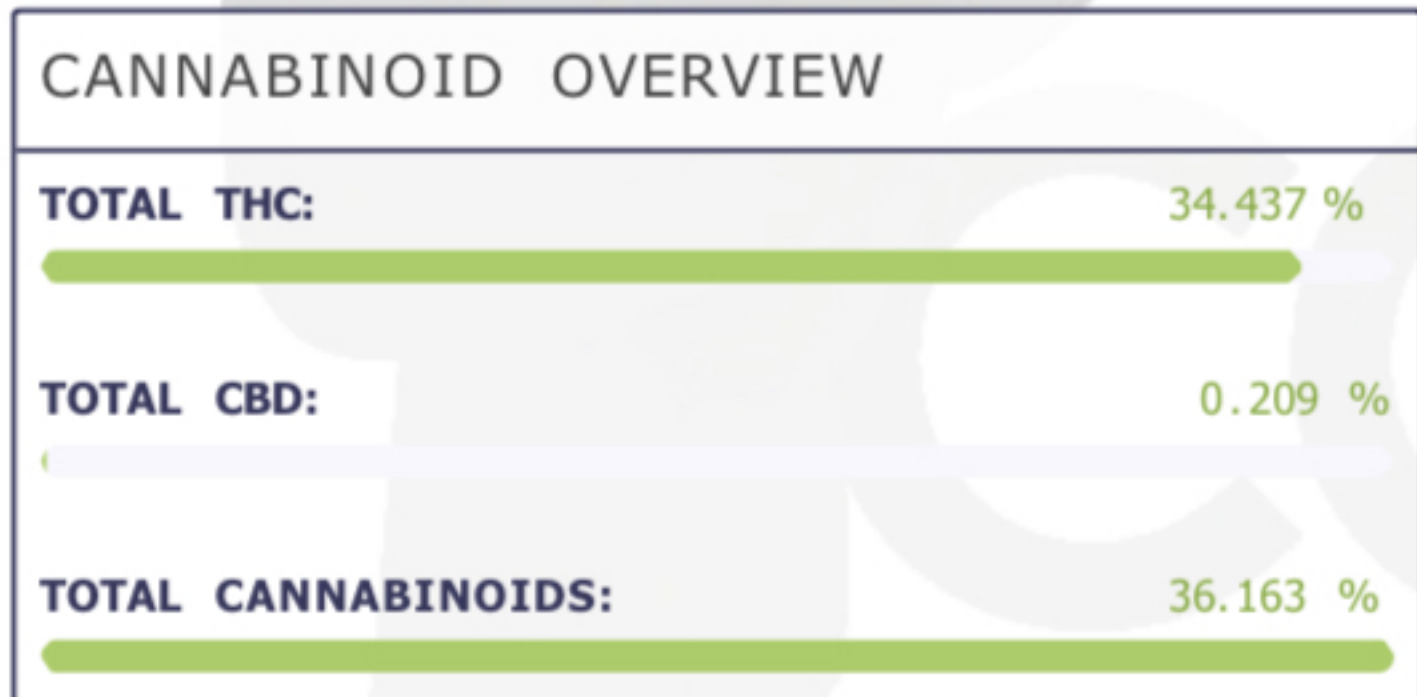 CANNABINOID OVERVIEW
TOTAL THC: 34.437 %
TOTAL CBD: 0.209 %
TOTAL CANNABINOIDS: 36.163 %